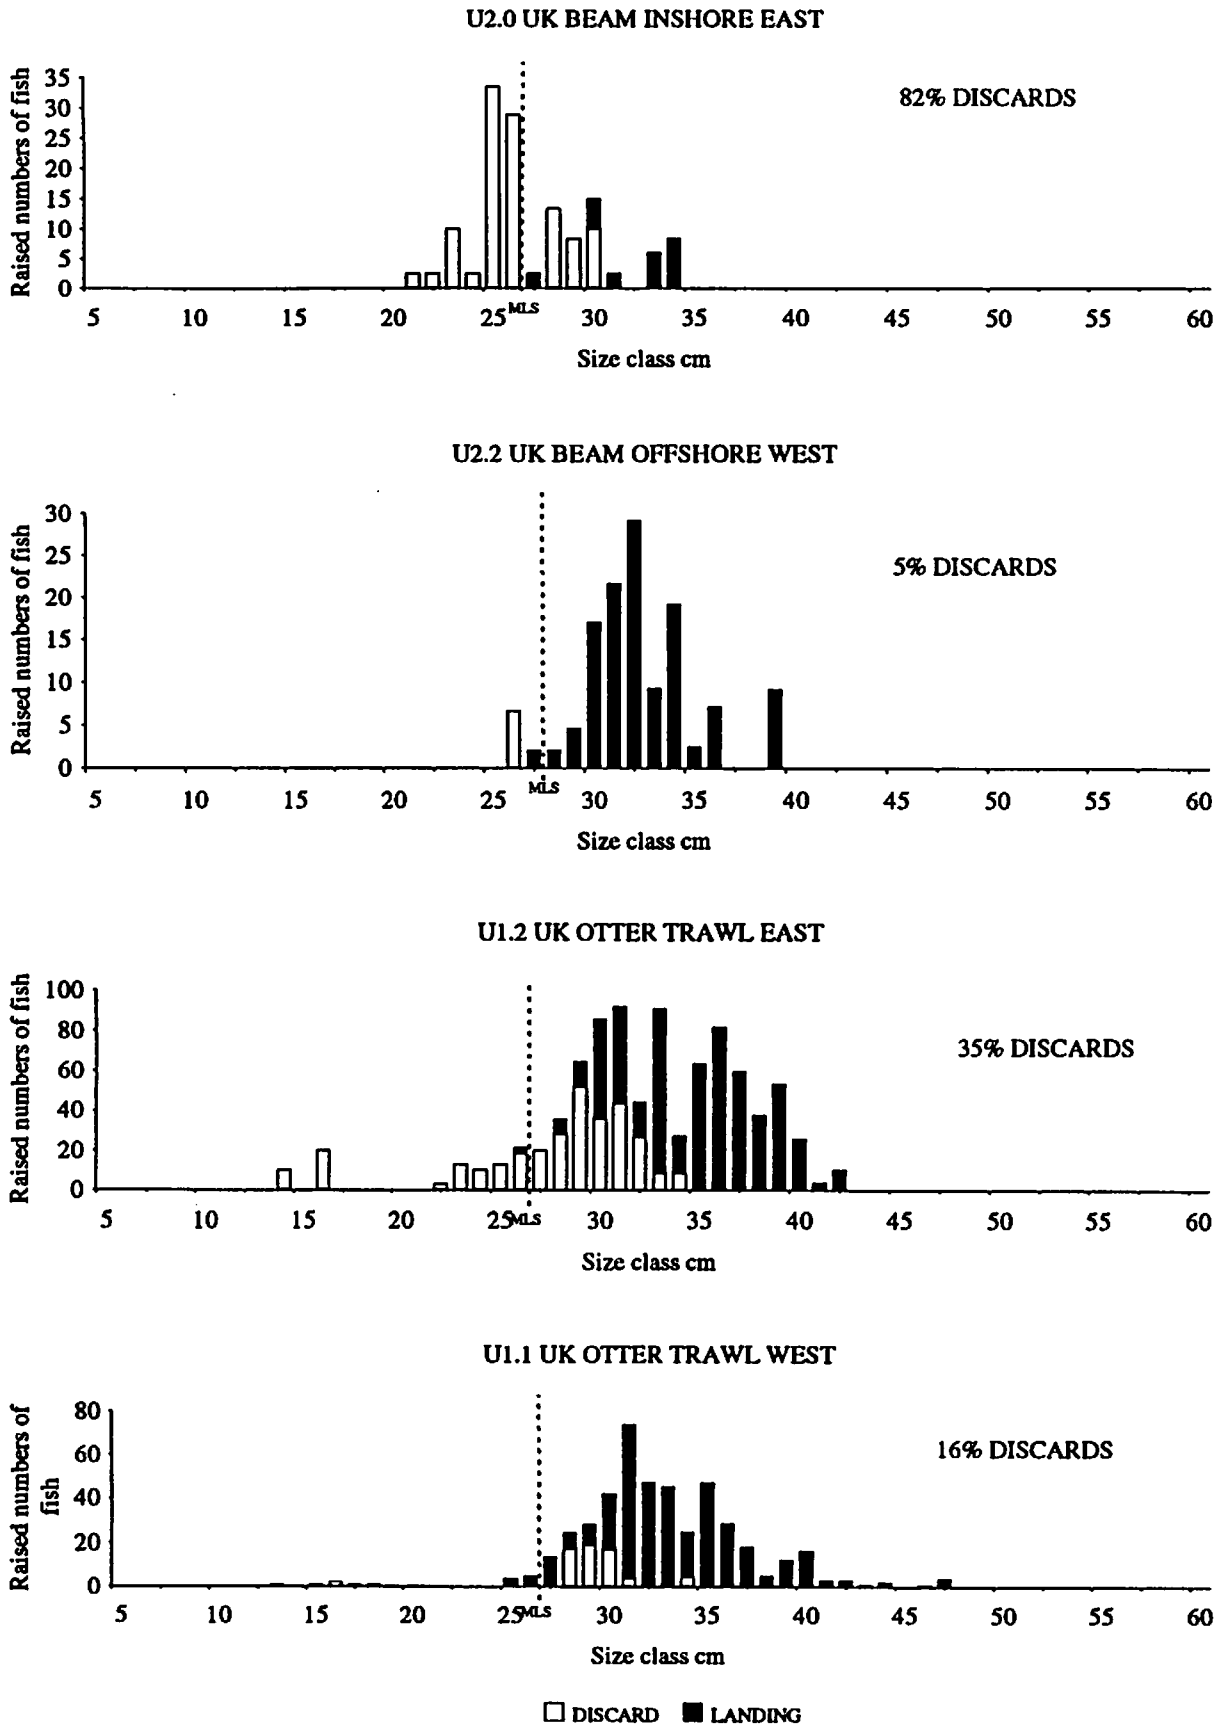 U2.0 UK BEAM INSHORE EAST
Raised numbers of fish
35
30
25
20
15
10
5
0
82% DISCARDS
5 10 15 20 25 MLS 30 35 40 45 50 55 60
Size class cm
U2.2 UK BEAM OFFSHORE WEST
Raised numbers of fish
30
25
20
15
10
5
0
5% DISCARDS
5 10 15 20 25 MLS 30 35 40 45 50 55 60
Size class cm
U1.2 UK OTTER TRAWL EAST
Raised numbers of fish
100
80
60
40
20
0
35% DISCARDS
5 10 15 20 25 MLS 30 35 40 45 50 55 60
Size class cm
U1.1 UK OTTER TRAWL WEST
Raised numbers of
fish
80
60
40
20
0
16% DISCARDS
5 10 15 20 25 MLS 30 35 40 45 50 55 60
Size class cm
DISCARD LANDING